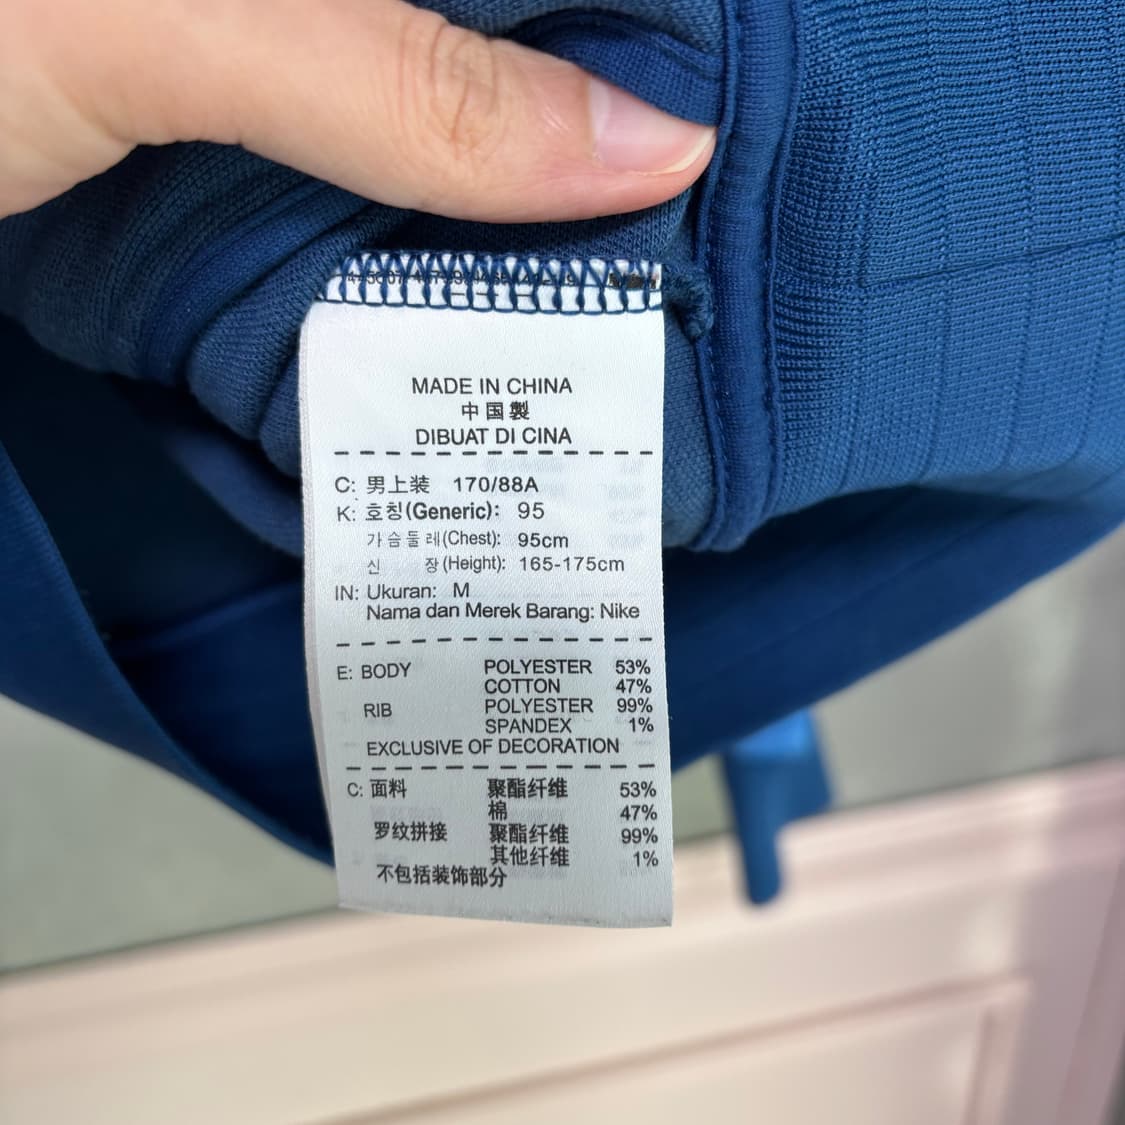 MADE IN CHINA
中国製
DIBUAT DI CINA
C: 男上装 170/88A
K: 호칭(Generic): 95
가슴둘레(Chest): 95cm
신 장(Height): 165-175cm
IN: Ukuran: M
Nama dan Merek Barang: Nike
E: BODY POLYESTER 53%
COTTON 47%
RIB POLYESTER 99%
SPANDEX 1%
EXCLUSIVE OF DECORATION
C: 面料 聚酯纤维 53%
棉 47%
罗纹拼接 聚酯纤维 99%
其他纤维 1%
不包括装饰部分